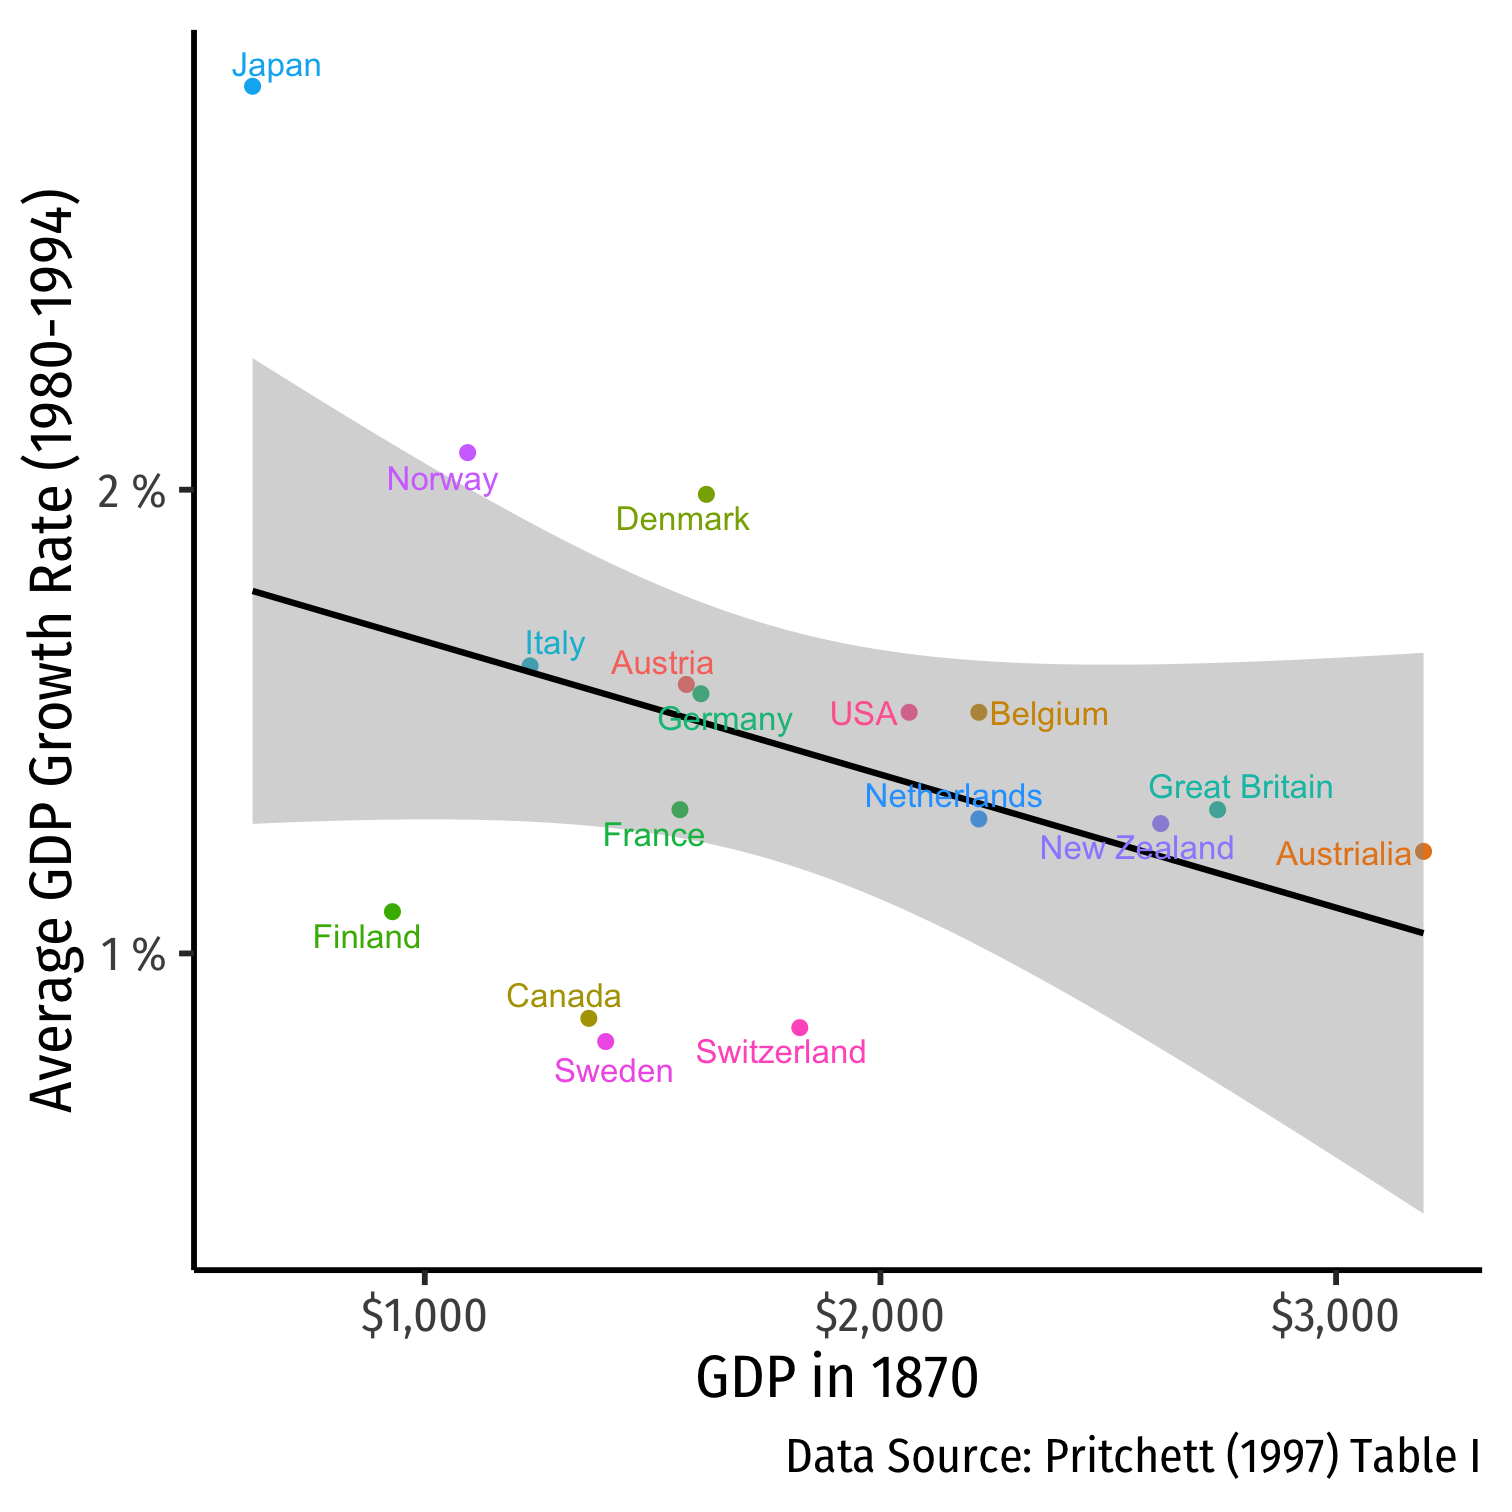 Japan
Average GDP Growth Rate (1980-1994)
2 %
Norway
Denmark
Italy
Austria
Germany
USA
Belgium
Great Britain
Netherlands
France
New Zealand
Austrialia
Finland
1 %
Canada
Switzerland
Sweden
$1,000
$2,000
$3,000
GDP in 1870
Data Source: Pritchett (1997) Table I